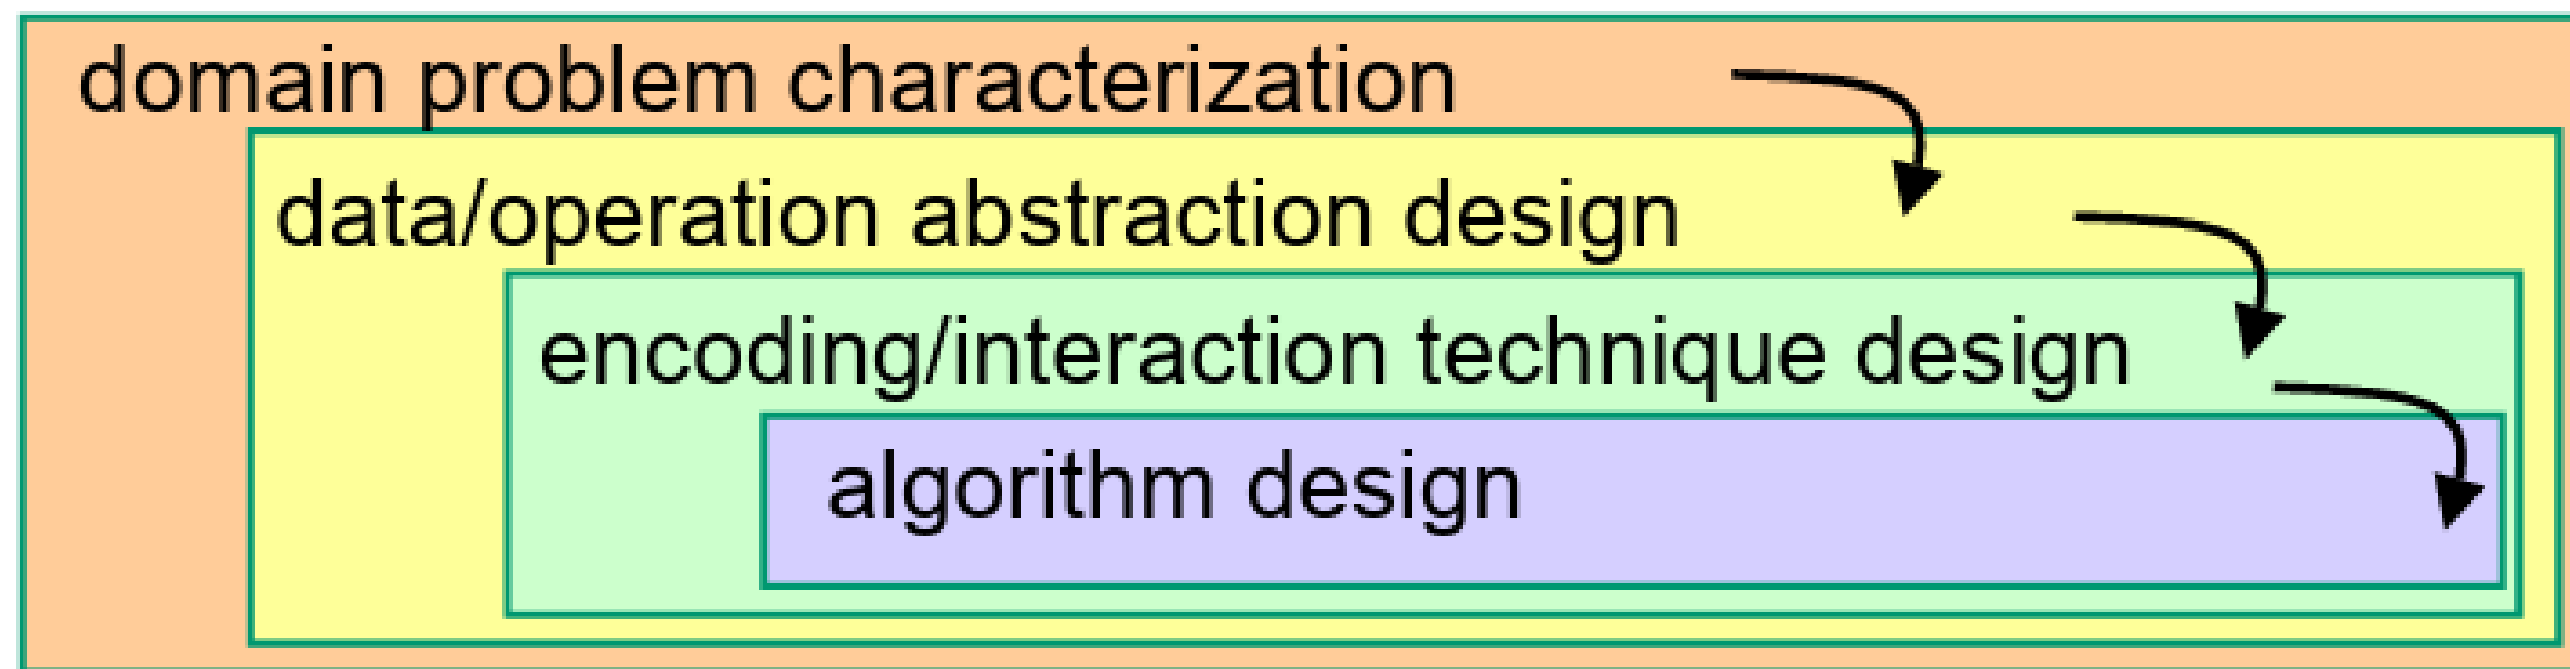 domain problem characterization
data/operation abstraction design
encoding/interaction technique design
algorithm design